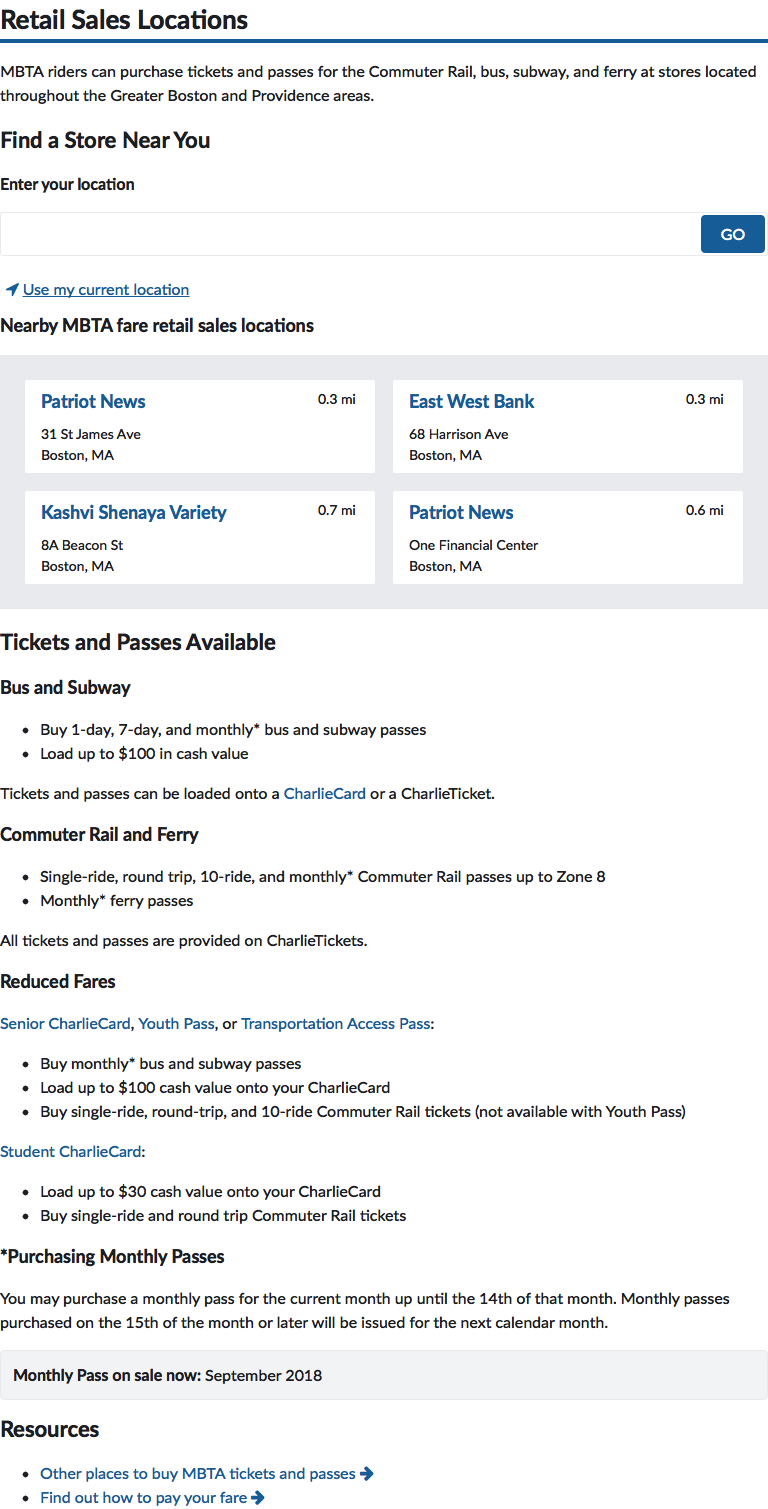 Retail Sales Locations
MBTA riders can purchase tickets and passes for the Commuter Rail, bus, subway, and ferry at stores located
throughout the Greater Boston and Providence areas.
Find a Store Near You
Enter your location
GO
Use my current location
Nearby MBTA fare retail sales locations
Patriot News 0.3 mi
31 St James Ave
Boston, MA
East West Bank 0.3 mi
68 Harrison Ave
Boston, MA
Kashvi Shenaya Variety 0.7 mi
8A Beacon St
Boston, MA
Patriot News 0.6 mi
One Financial Center
Boston, MA
Tickets and Passes Available
Bus and Subway
• Buy 1-day, 7-day, and monthly* bus and subway passes
• Load up to $100 in cash value
Tickets and passes can be loaded onto a CharlieCard or a CharlieTicket.
Commuter Rail and Ferry
• Single-ride, round trip, 10-ride, and monthly* Commuter Rail passes up to Zone 8
• Monthly* ferry passes
All tickets and passes are provided on CharlieTickets.
Reduced Fares
Senior CharlieCard, Youth Pass, or Transportation Access Pass:
• Buy monthly* bus and subway passes
• Load up to $100 cash value onto your CharlieCard
• Buy single-ride, round-trip, and 10-ride Commuter Rail tickets (not available with Youth Pass)
Student CharlieCard:
• Load up to $30 cash value onto your CharlieCard
• Buy single-ride and round trip Commuter Rail tickets
*Purchasing Monthly Passes
You may purchase a monthly pass for the current month up until the 14th of that month. Monthly passes
purchased on the 15th of the month or later will be issued for the next calendar month.
Monthly Pass on sale now: September 2018
Resources
• Other places to buy MBTA tickets and passes
• Find out how to pay your fare